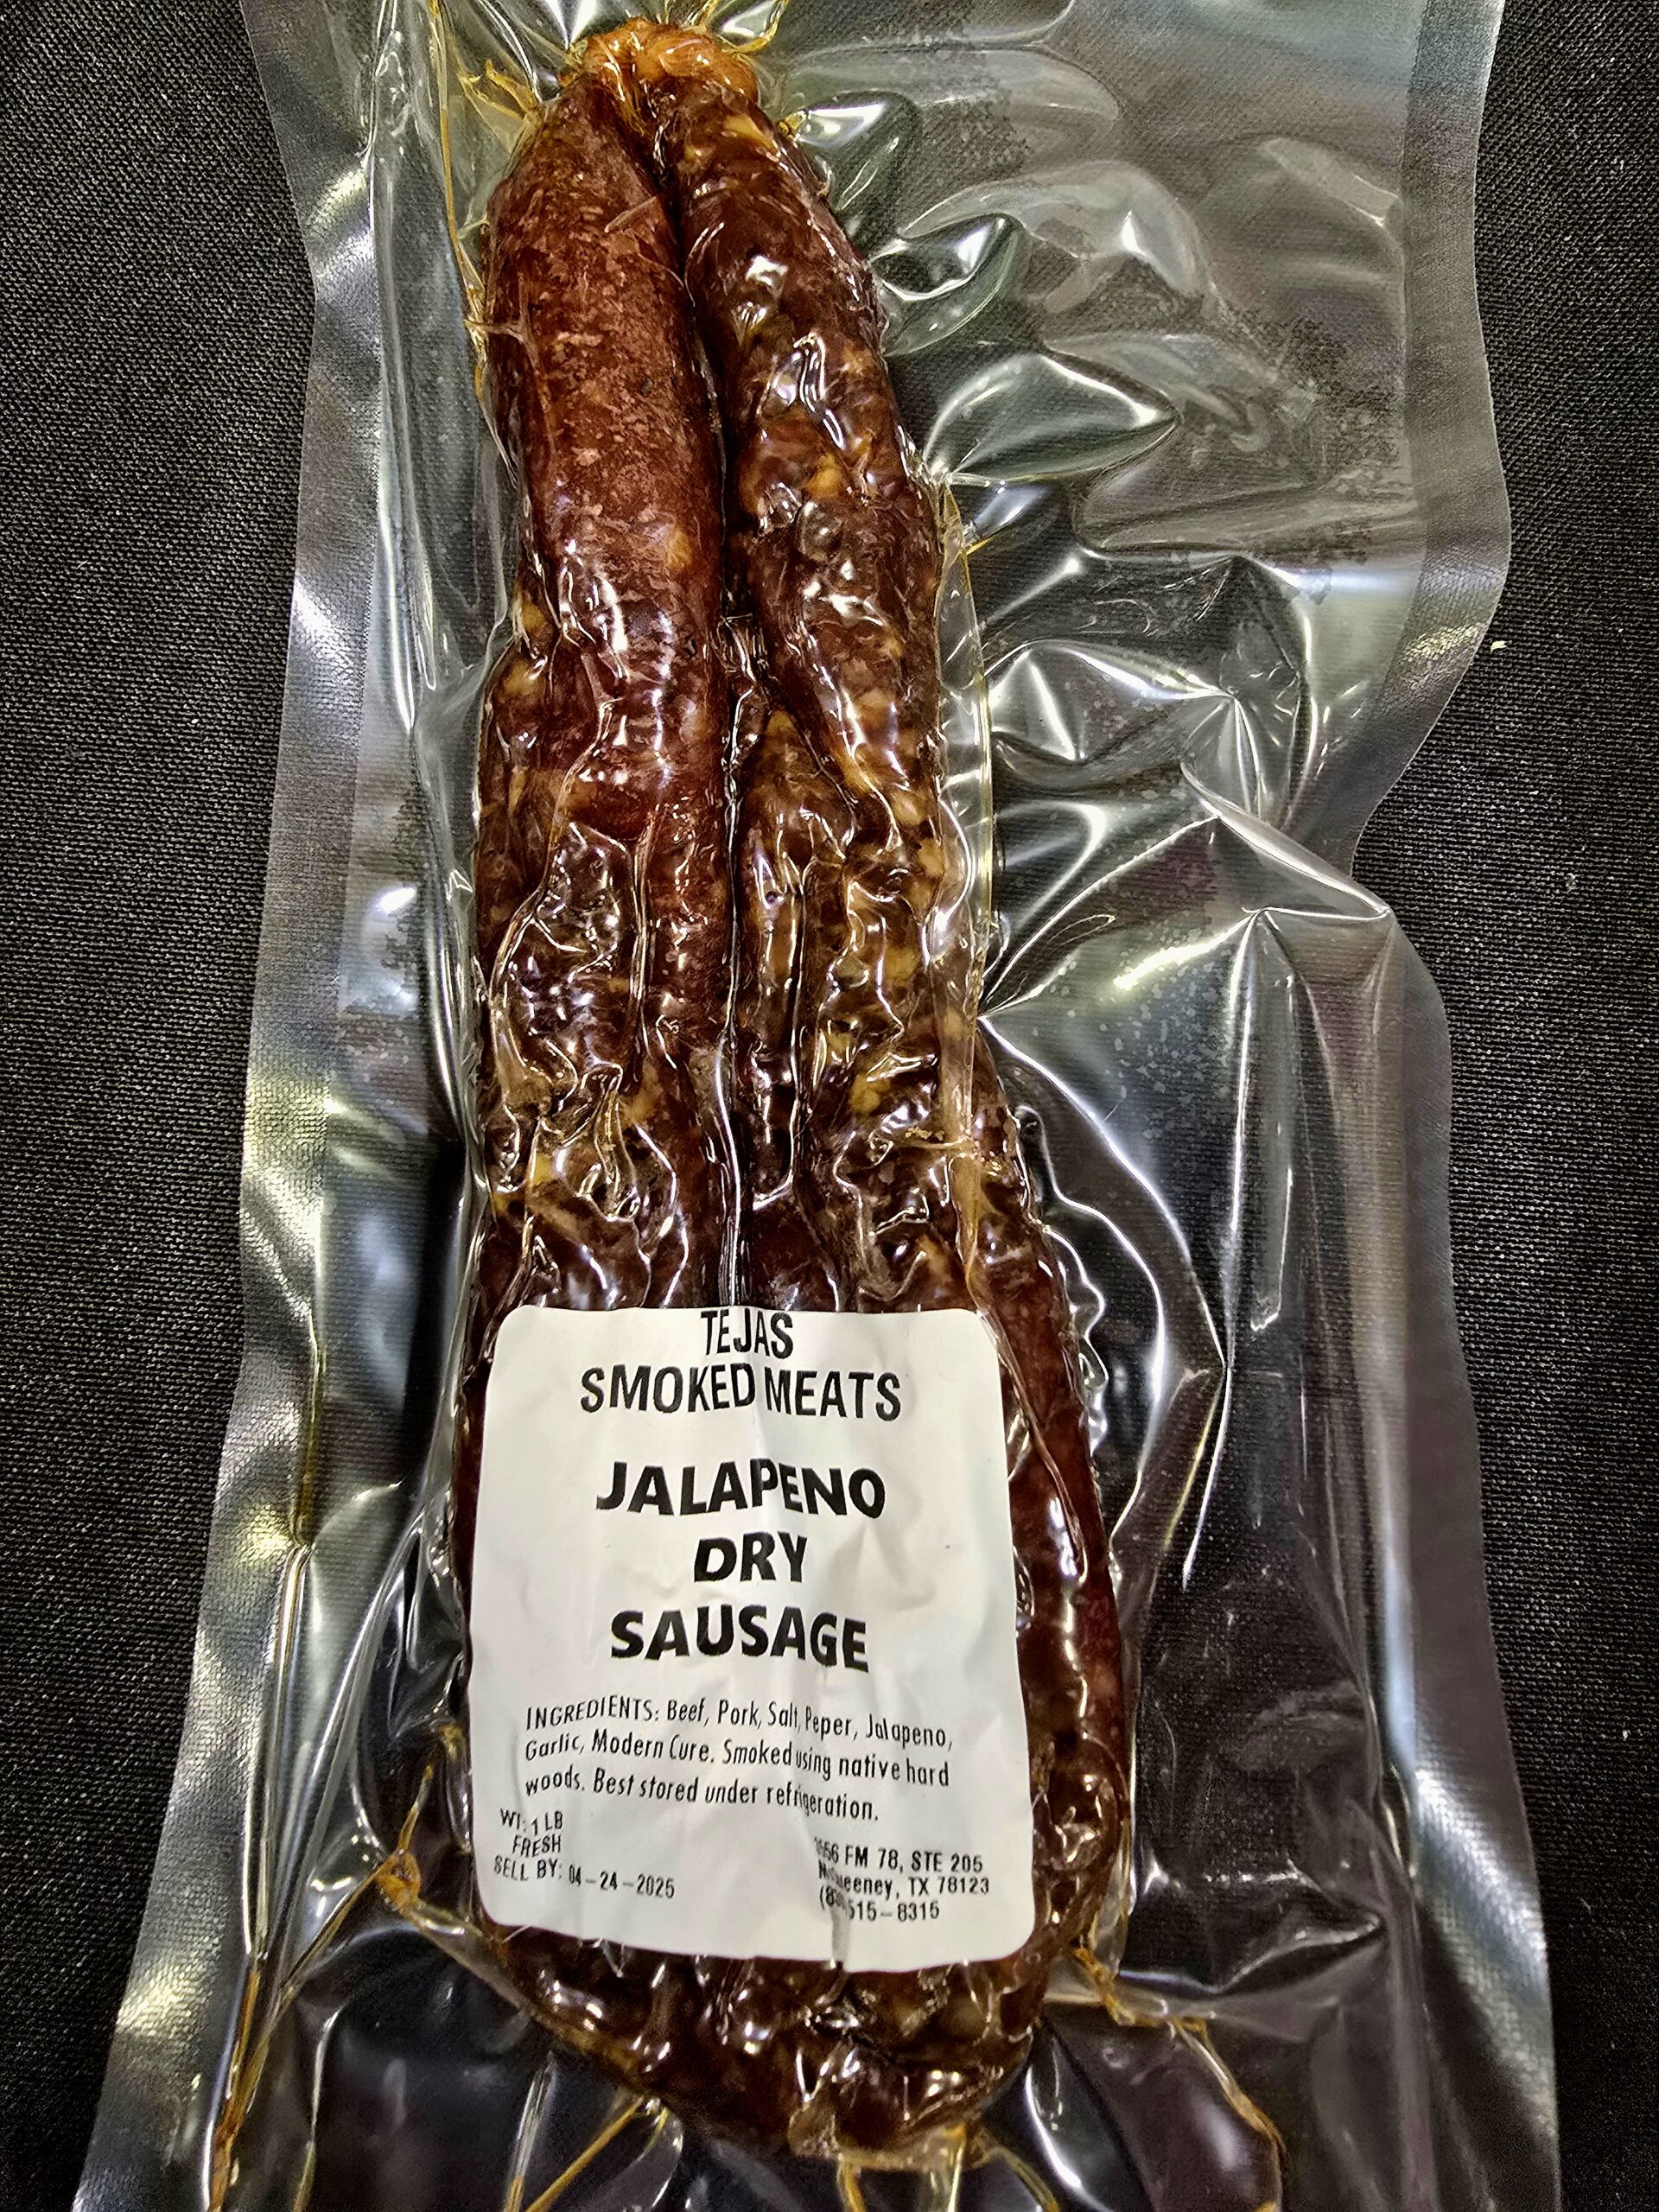 TEJAS
SMOKED MEATS
JALAPENO
DRY
SAUSAGE
INGREDIENTS: Beef, Pork, Salt, Peper, Jalapeno,
Garlic, Modern Cure. Smoked using native hard
woods. Best stored under refrigeration.
WT: 1 LB
FRESH
SELL BY: 04-24-2025
FM 78, STE 205
TX 78123
515-8315